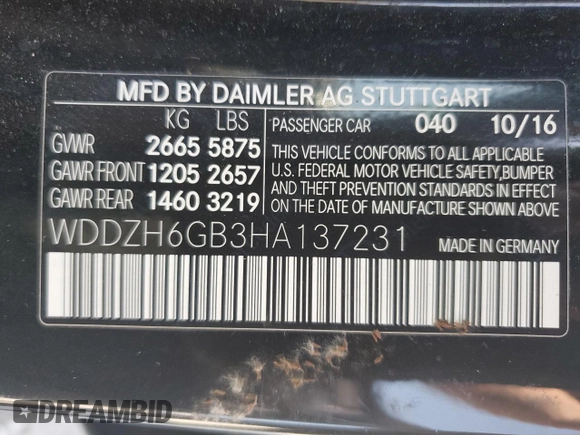 MFD BY DAIMLER AG STUTTGART
KG LBS
GVWR 2665 5875
GAWR FRONT 1205 2657
GAWR REAR 1460 3219
PASSENGER CAR 040 10/16
THIS VEHICLE CONFORMS TO ALL APPLICABLE
U.S. FEDERAL MOTOR VEHICLE SAFETY,BUMPER
AND THEFT PREVENTION STANDARDS IN EFFECT
ON DATE OF MANUFACTURE SHOWN ABOVE.
WDDZH6GB3HA137231
MADE IN GERMANY
DREAMBID